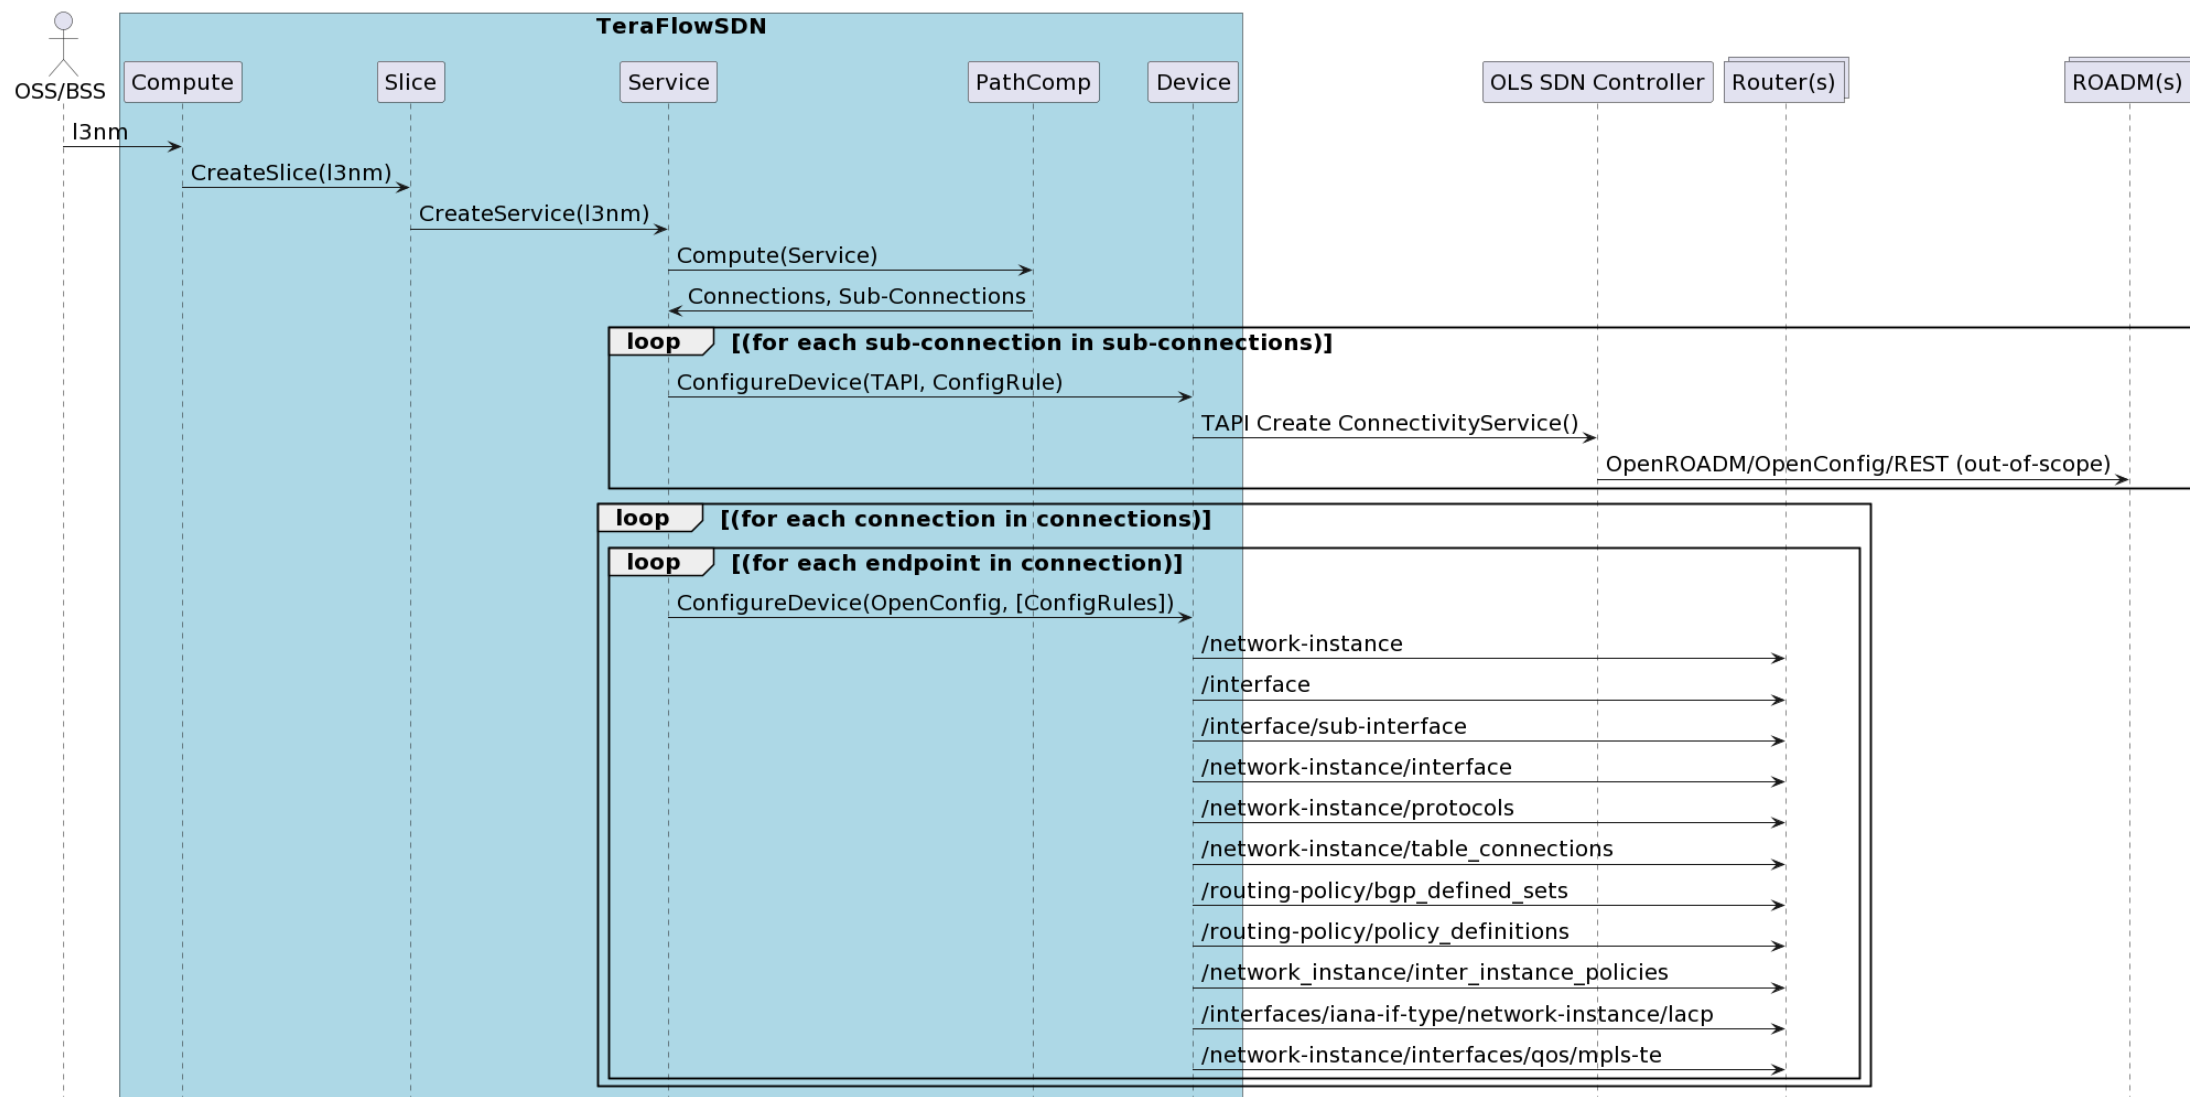 TeraFlowSDN
OSS/BSS
Compute
Slice
Service
PathComp
Device
OLS SDN Controller
Router(s)
ROADM(s)
l3nm
CreateSlice(l3nm)
CreateService(l3nm)
Compute(Service)
Connections, Sub-Connections
loop [(for each sub-connection in sub-connections)]
ConfigureDevice(TAPI, ConfigRule)
TAPI Create ConnectivityService()
OpenROADM/OpenConfig/REST (out-of-scope)
loop [(for each connection in connections)]
loop [(for each endpoint in connection)]
ConfigureDevice(OpenConfig, [ConfigRules])
/network-instance
/interface
/interface/sub-interface
/network-instance/interface
/network-instance/protocols
/network-instance/table_connections
/routing-policy/bgp_defined_sets
/routing-policy/policy_definitions
/network_instance/inter_instance_policies
/interfaces/iana-if-type/network-instance/lacp
/network-instance/interfaces/qos/mpls-te